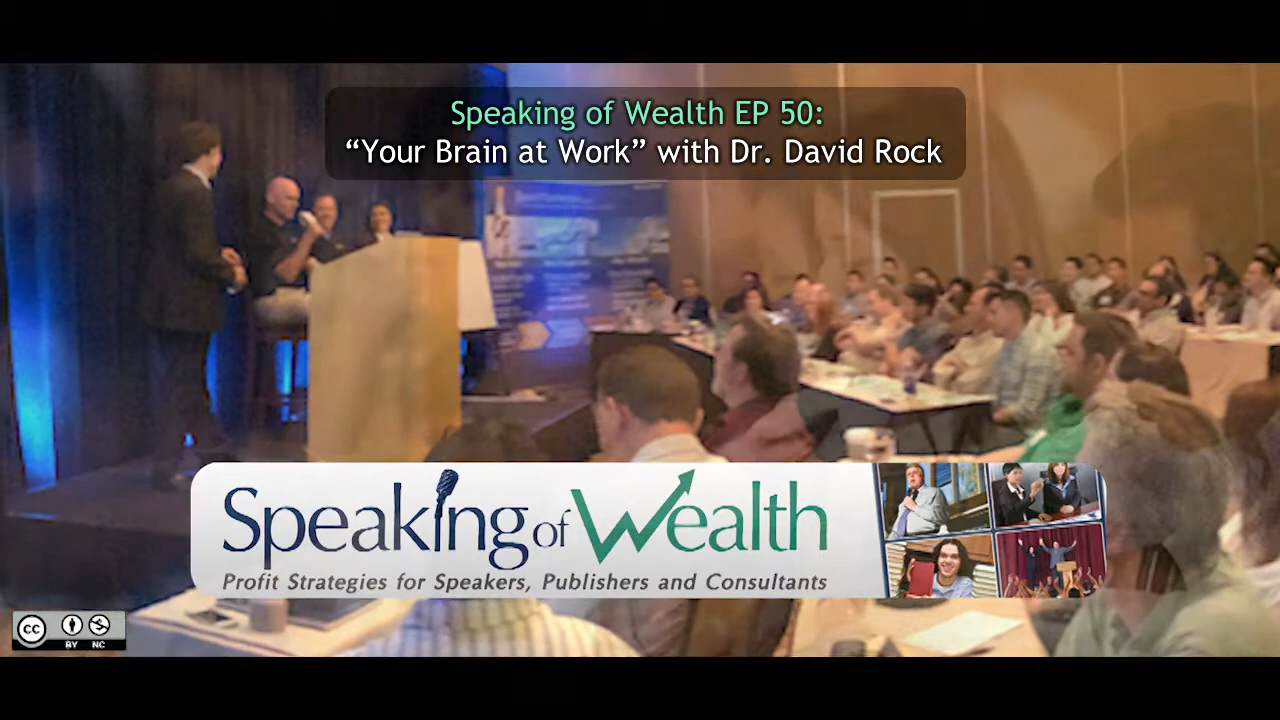 Speaking of Wealth EP 50:
“Your Brain at Work” with Dr. David Rock
Speaking of Wealth
Profit Strategies for Speakers, Publishers and Consultants
cc
BY NC